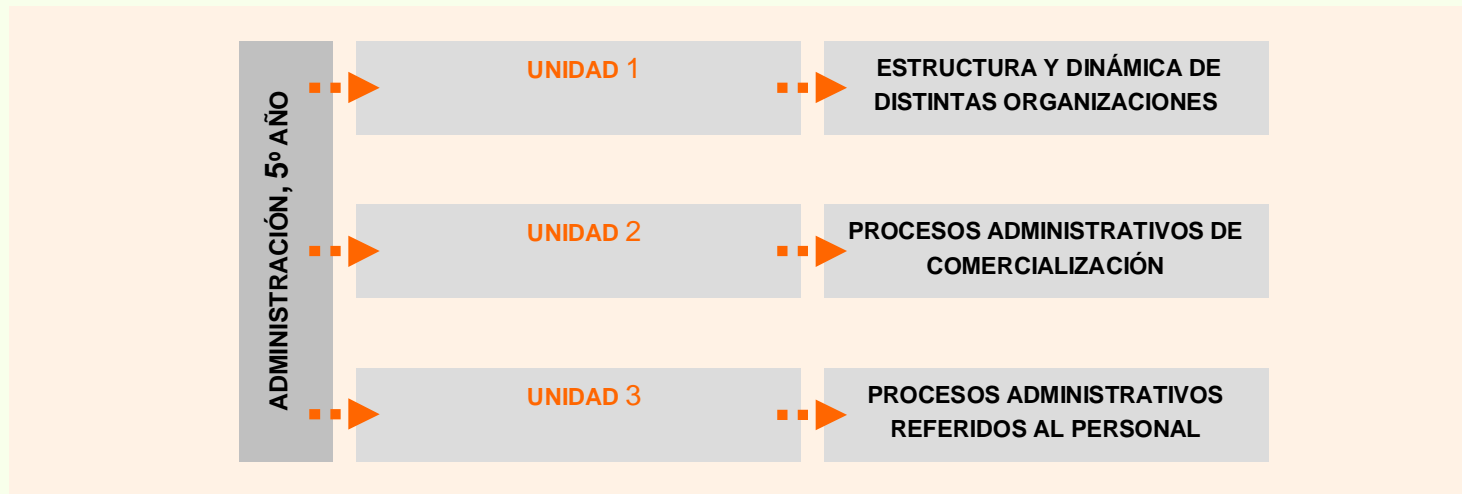 ADMINISTRACIÓN, 5º AÑO
UNIDAD 1
ESTRUCTURA Y DINÁMICA DE
DISTINTAS ORGANIZACIONES
UNIDAD 2
PROCESOS ADMINISTRATIVOS DE
COMERCIALIZACIÓN
UNIDAD 3
PROCESOS ADMINISTRATIVOS
REFERIDOS AL PERSONAL